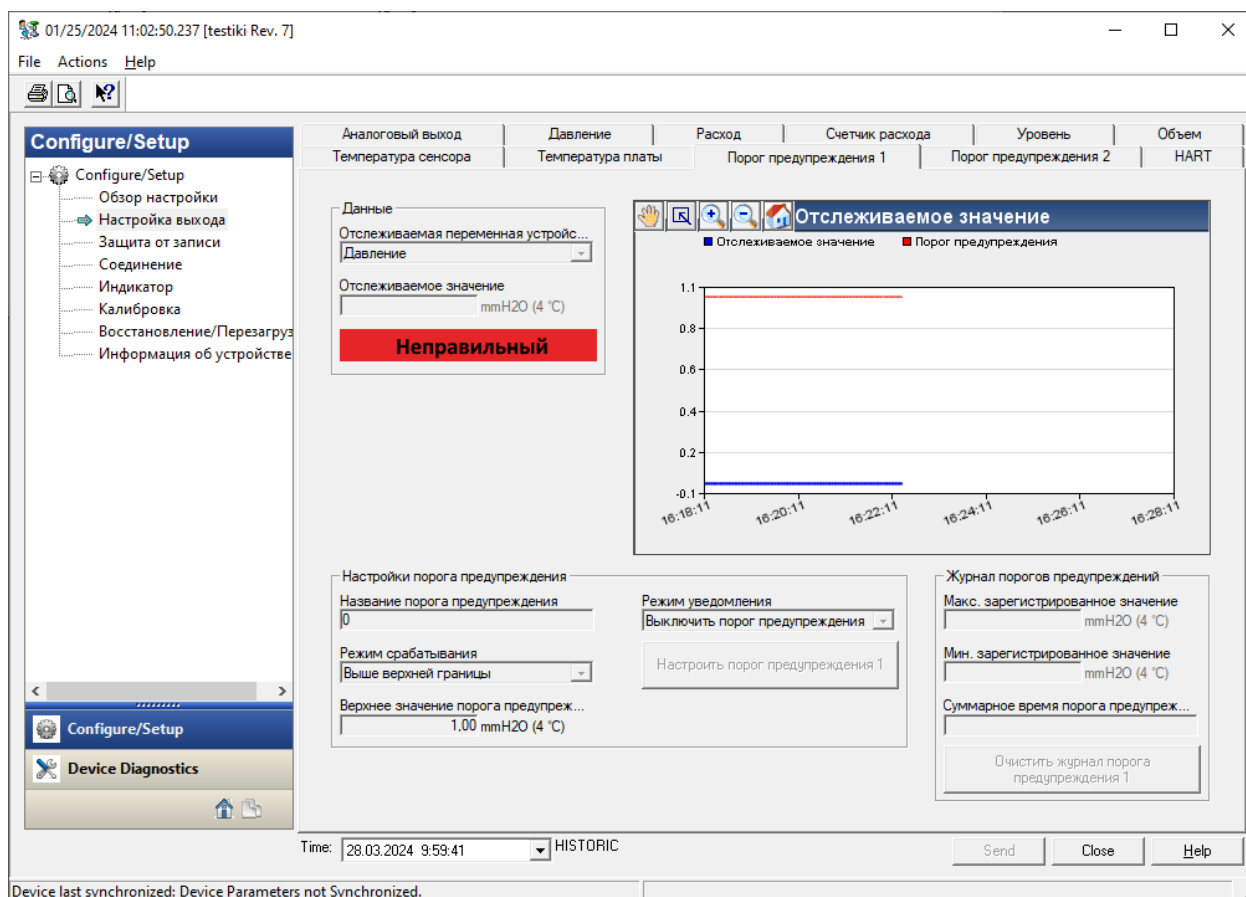 01/25/2024 11:02:50.237 [testiki Rev. 7]
File Actions Help
Configure/Setup
Configure/Setup
Обзор настройки
Настройка выхода
Защита от записи
Соединение
Индикатор
Калибровка
Восстановление/Перезагруз
Информация об устройстве
Configure/Setup
Device Diagnostics
Аналоговый выход Давление Расход Счетчик расхода Уровень Объем
Температура сенсора Температура платы Порог предупреждения 1 Порог предупреждения 2 HART
Данные
Отслеживаемая переменная устройс...
Давление
Отслеживаемое значение
mmH2O (4 °C)
Неправильный
Отслеживаемое значение
Отслеживаемое значение Порог предупреждения
1.1
0.8
0.6
0.4
0.2
-0.1
16:18:11 16:20:11 16:22:11 16:24:11 16:26:11 16:28:11
Настройки порога предупреждения
Название порога предупреждения
0
Режим срабатывания
Выше верхней границы
Верхнее значение порога предупреж...
1,00 mmH2O (4 °C)
Режим уведомления
Выключить порог предупреждения
Настроить порог предупреждения 1
Журнал порогов предупреждений
Макс. зарегистрированное значение
mmH2O (4 °C)
Мин. зарегистрированное значение
mmH2O (4 °C)
Суммарное время порога предупреж...
Очистить журнал порога
предупреждения 1
Time: 28.03.2024 9:59:41 HISTORIC
Send Close Help
Device last synchronized: Device Parameters not Synchronized.